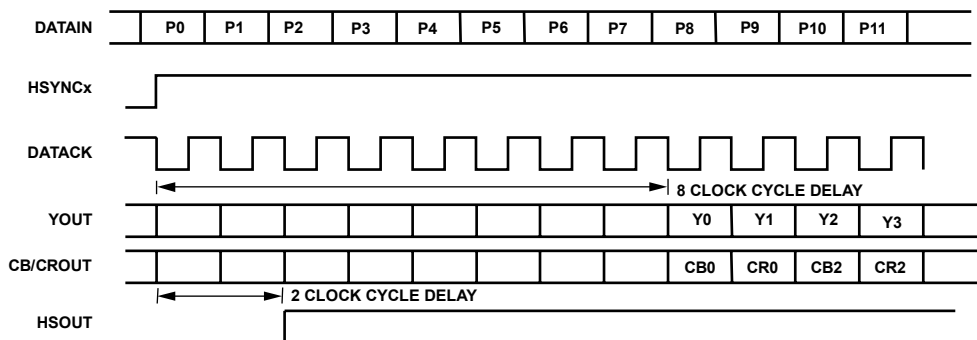 DATAIN P0 P1 P2 P3 P4 P5 P6 P7 P8 P9 P10 P11
HSYNCx
DATACK
8 CLOCK CYCLE DELAY
YOUT Y0 Y1 Y2 Y3
CB/CROUT CB0 CR0 CB2 CR2
2 CLOCK CYCLE DELAY
HSOUT